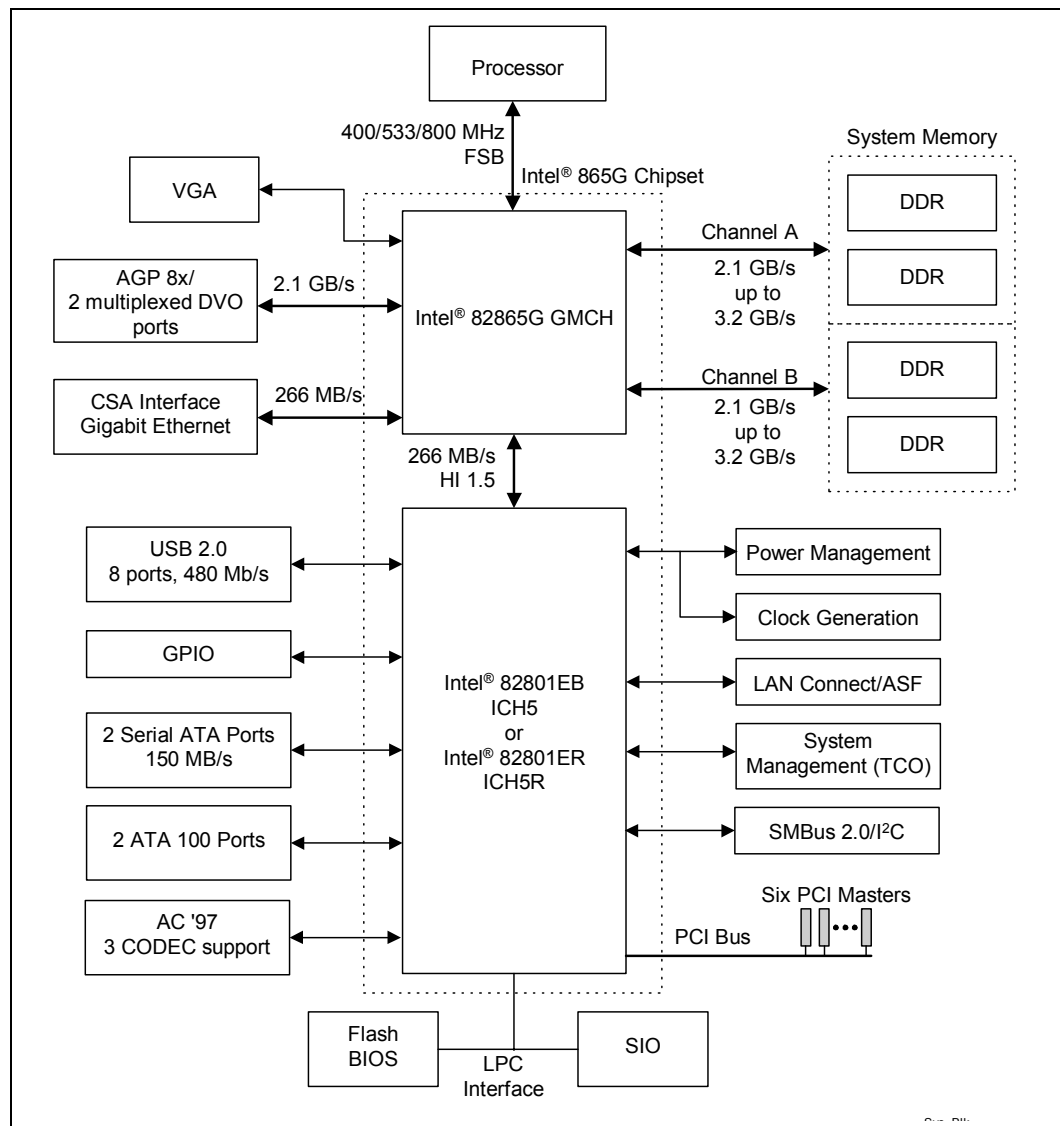 Processor
400/533/800 MHz
FSB
System Memory
Intel® 865G Chipset
VGA
DDR
Channel A
2.1 GB/s
up to
3.2 GB/s
DDR
AGP 8x/
2 multiplexed DVO
ports
2.1 GB/s
Intel® 82865G GMCH
DDR
Channel B
2.1 GB/s
up to
3.2 GB/s
DDR
CSA Interface
Gigabit Ethernet
266 MB/s
266 MB/s
HI 1.5
USB 2.0
8 ports, 480 Mb/s
Power Management
Clock Generation
GPIO
Intel® 82801EB
ICH5
or
Intel® 82801ER
ICH5R
LAN Connect/ASF
2 Serial ATA Ports
150 MB/s
System
Management (TCO)
2 ATA 100 Ports
SMBus 2.0/I²C
Six PCI Masters
AC '97
3 CODEC support
PCI Bus
Flash
BIOS
LPC
Interface
SIO